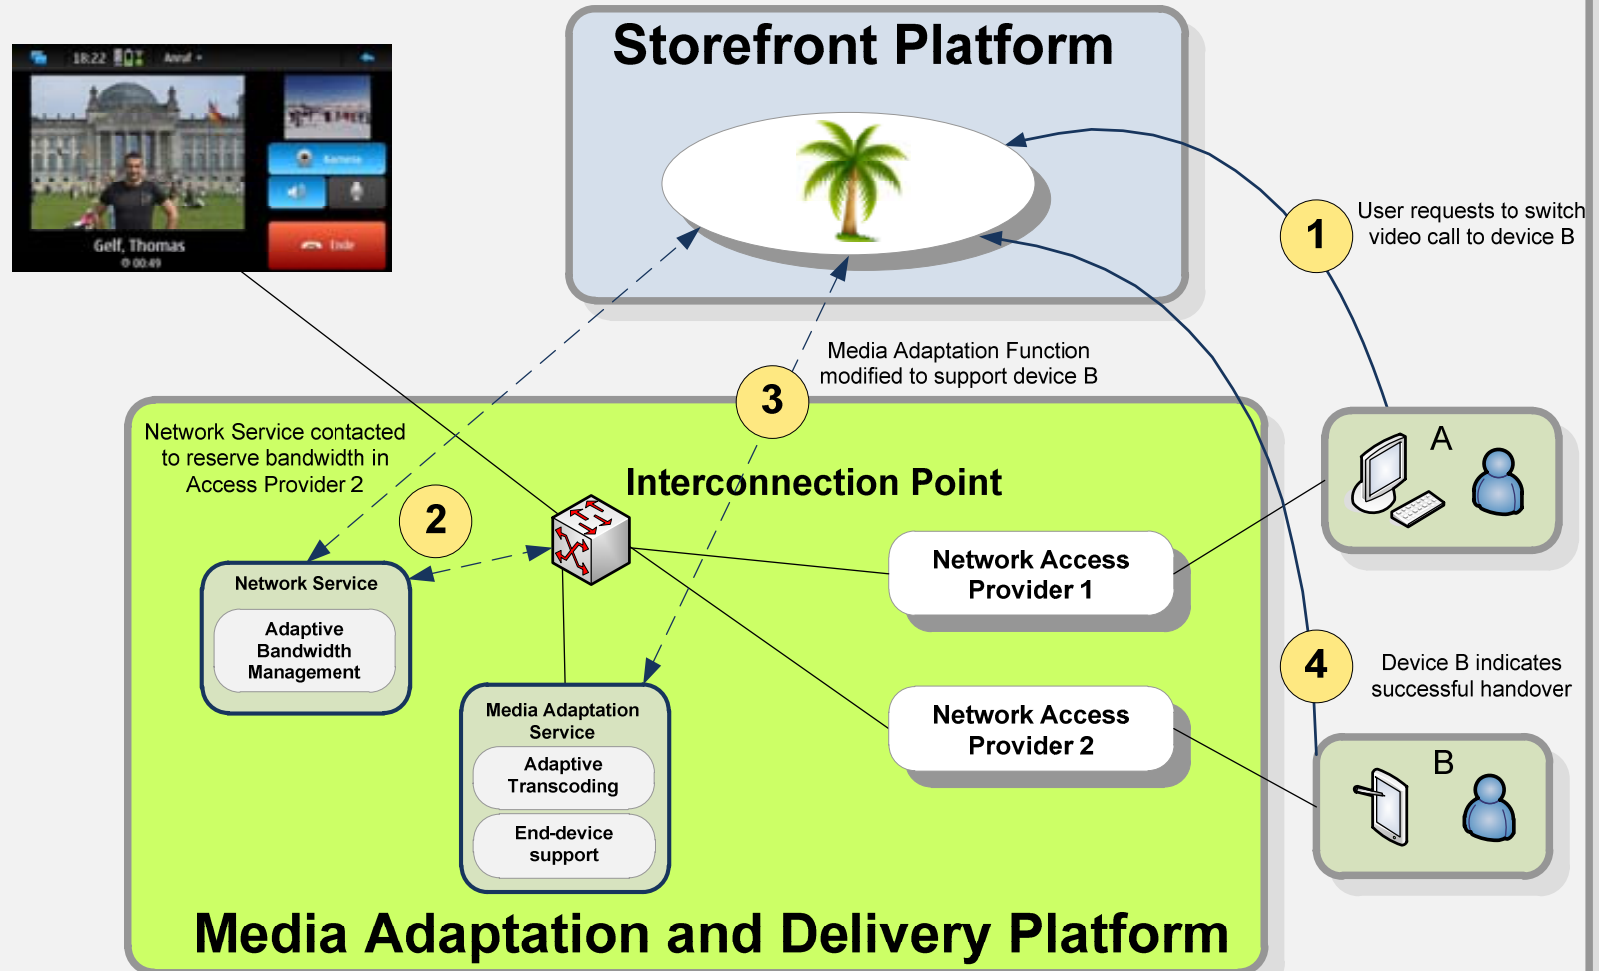 Storefront Platform
18:22
Anruf
Kamera
Gelf, Thomas
00:49
Ende
1
User requests to switch
video call to device B
Media Adaptation Function
modified to support device B
3
Network Service contacted
to reserve bandwidth in
Access Provider 2
2
Interconnection Point
A
Network Access
Provider 1
Network Service
Adaptive
Bandwidth
Management
4
Device B indicates
successful handover
Media Adaptation
Service
Adaptive
Transcoding
End-device
support
Network Access
Provider 2
B
Media Adaptation and Delivery Platform